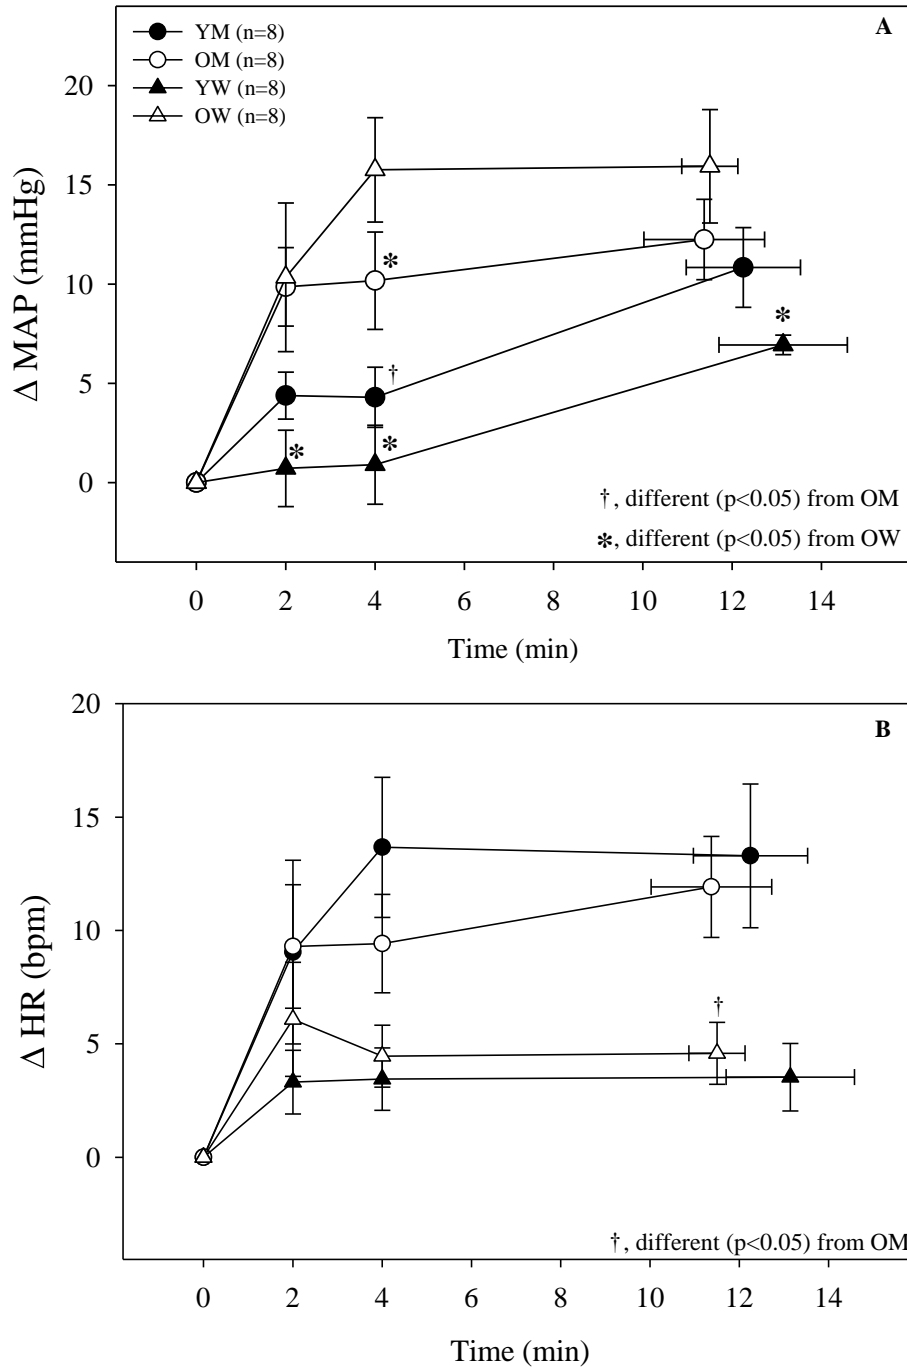 A
YM (n=8)
OM (n=8)
YW (n=8)
OW (n=8)
20
15
10
5
0
Δ MAP (mmHg)
*
†
*
*
*
†, different (p<0.05) from OM
*, different (p<0.05) from OW
0 2 4 6 8 10 12 14
Time (min)
B
20
15
10
5
0
Δ HR (bpm)
†
†, different (p<0.05) from OM
0 2 4 6 8 10 12 14
Time (min)